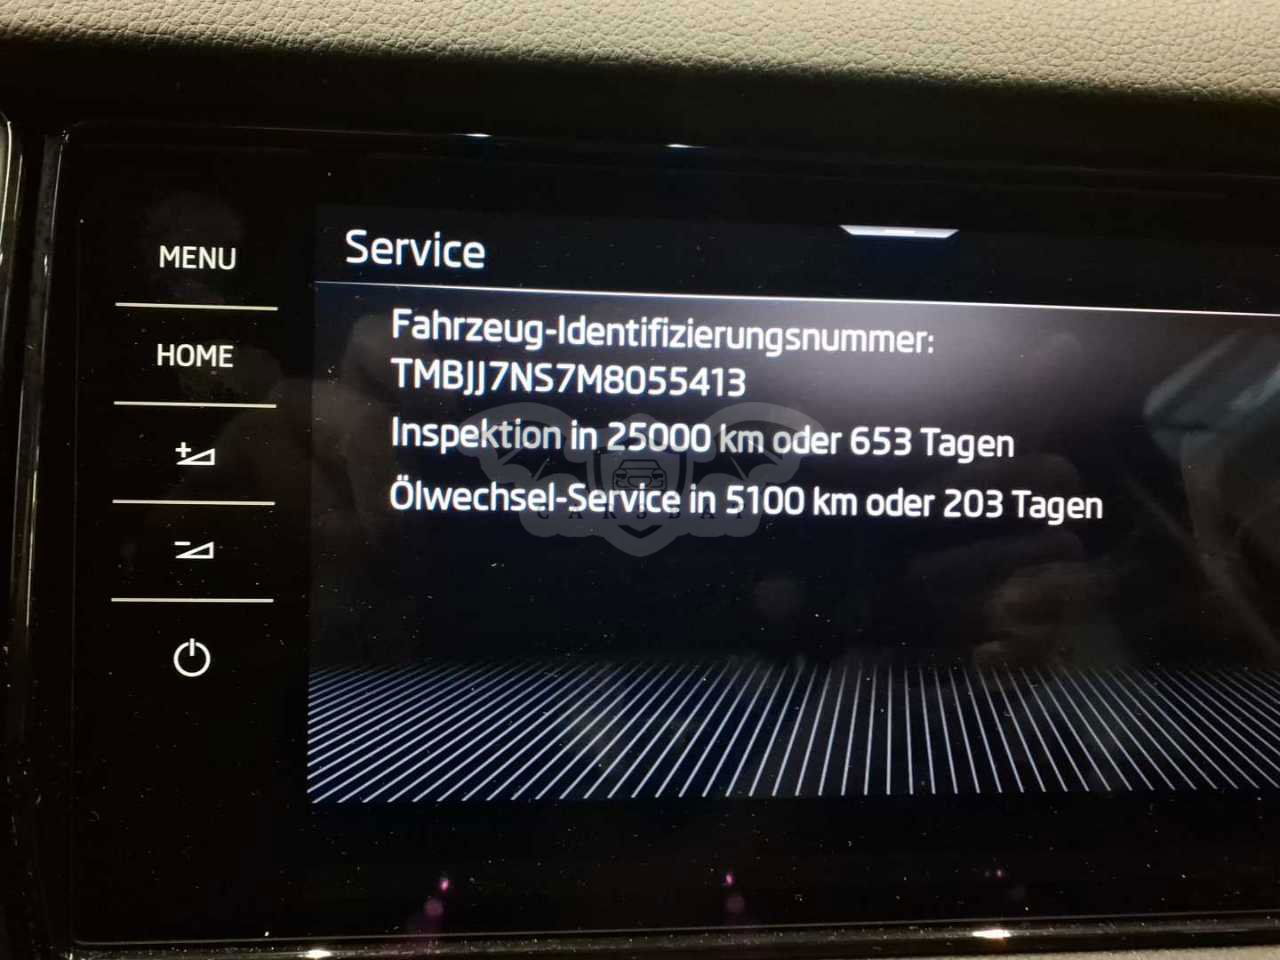 MENU
HOME
Service
Fahrzeug-Identifizierungsnummer:
TMBJJ7NS7M8055413
Inspektion in 25000 km oder 653 Tagen
Ölwechsel-Service in 5100 km oder 203 Tagen